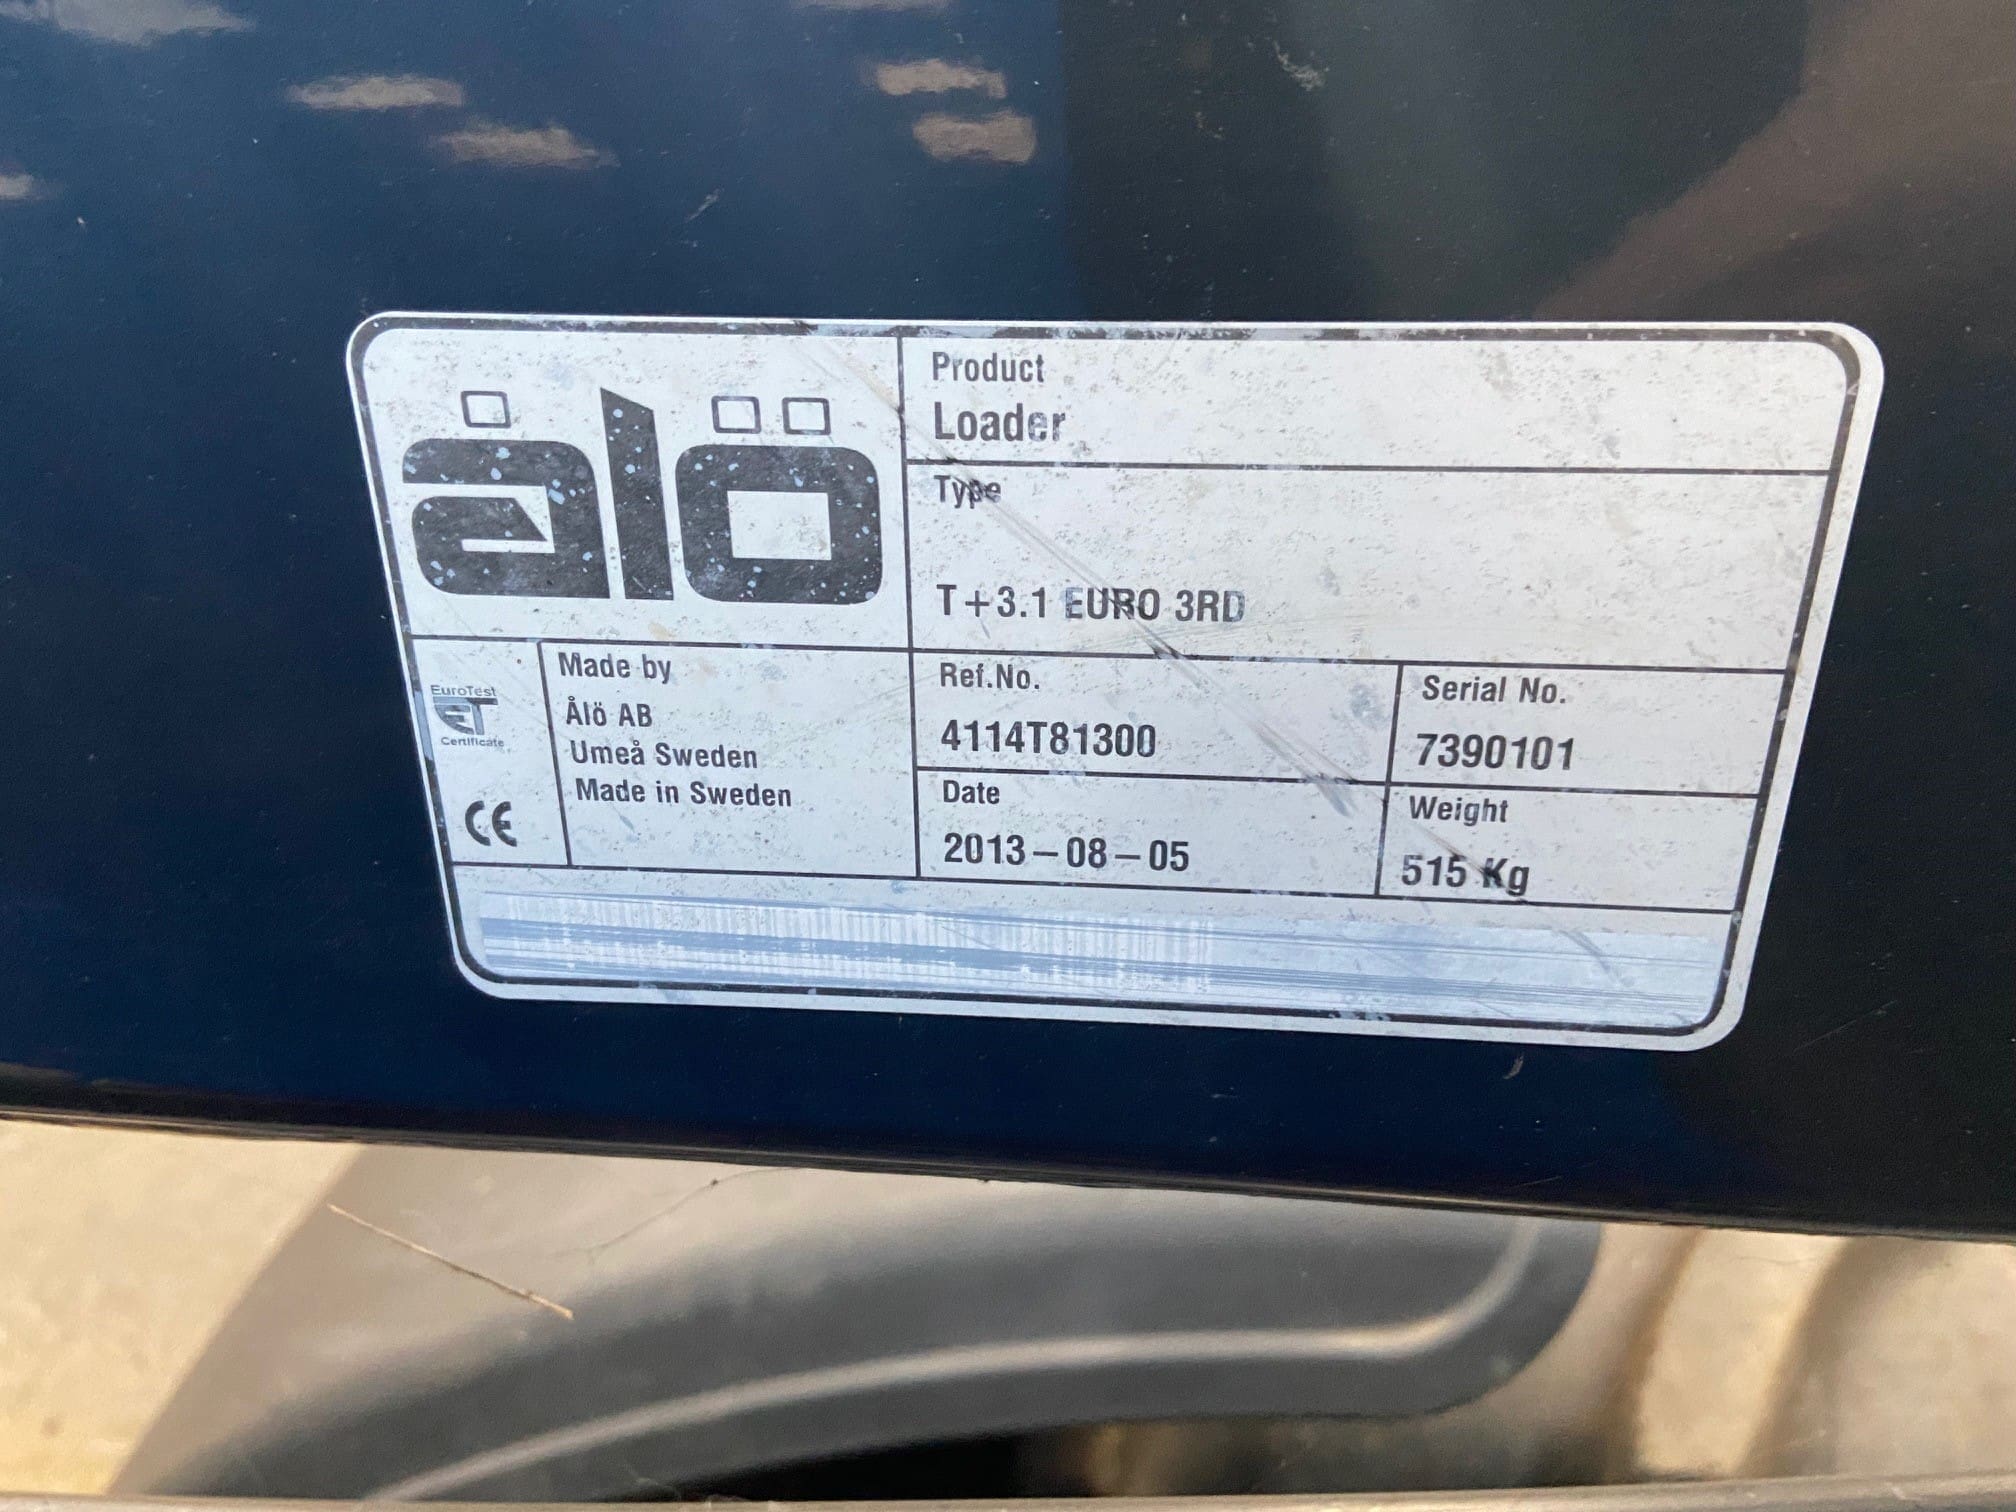 ålö
Product
Loader
Type
T+3.1 EURO 3RD
EuroTest
ET
Certificate
CE
Made by
Ålö AB
Umeå Sweden
Made in Sweden
Ref.No.
4114T81300
Serial No.
7390101
Date
2013-08-05
Weight
515 Kg